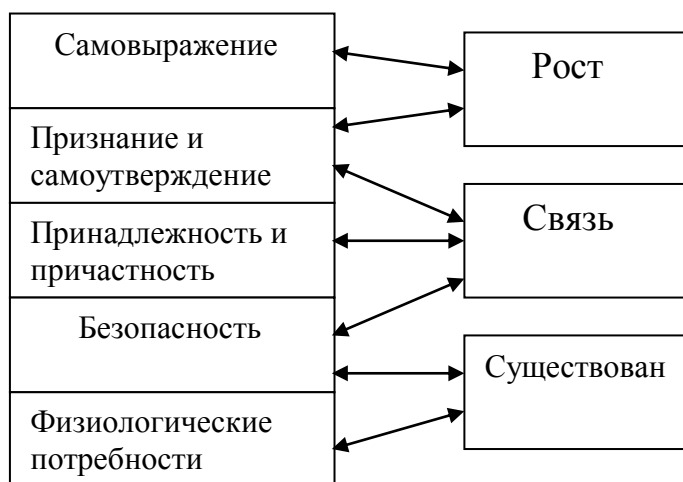 Самовыражение
Признание и
самоутверждение
Принадлежность и
причастность
Безопасность
Физиологические
потребности
Рост
Связь
Существован